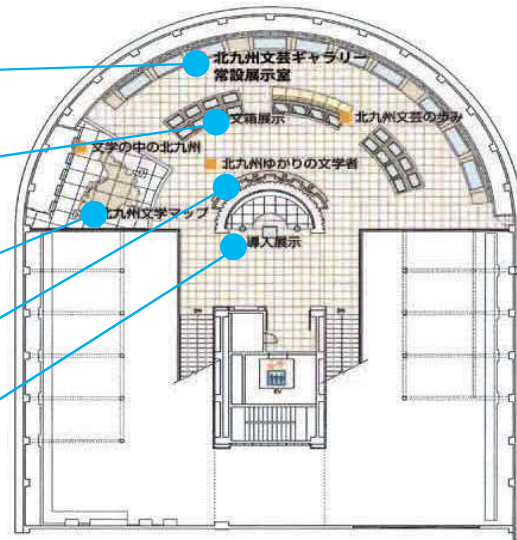 北九州文芸ギャラリー
常設展示室
文箱展示
北九州文芸の歩み
文学の中の北九州
北九州ゆかりの文学者
北九州文学マップ
導入展示
EV